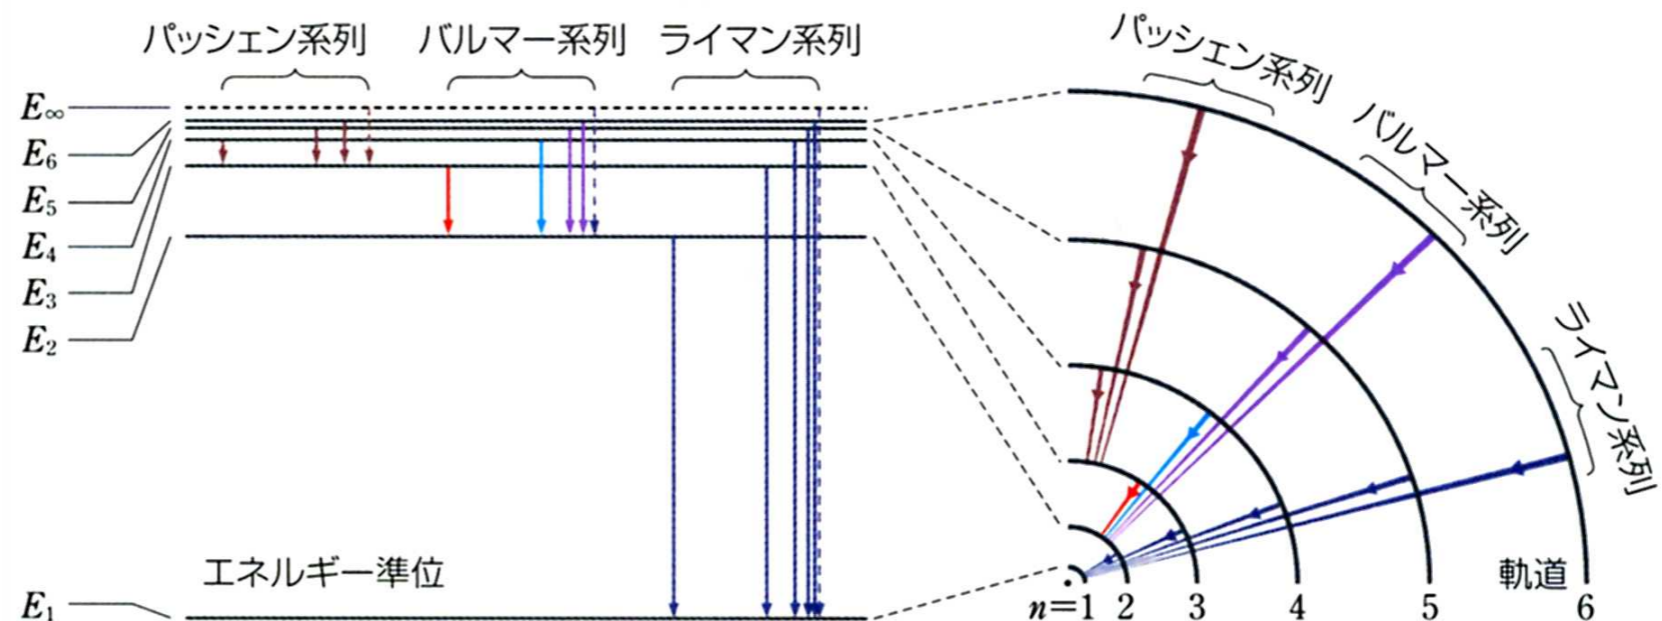 パッシェン系列
バルマー系列
ライマン系列
E∞
E6
E5
E4
E3
E2
E1
エネルギー準位
パッシェン系列
バルマー系列
ライマン系列
軌道
n=1 2 3 4 5 6